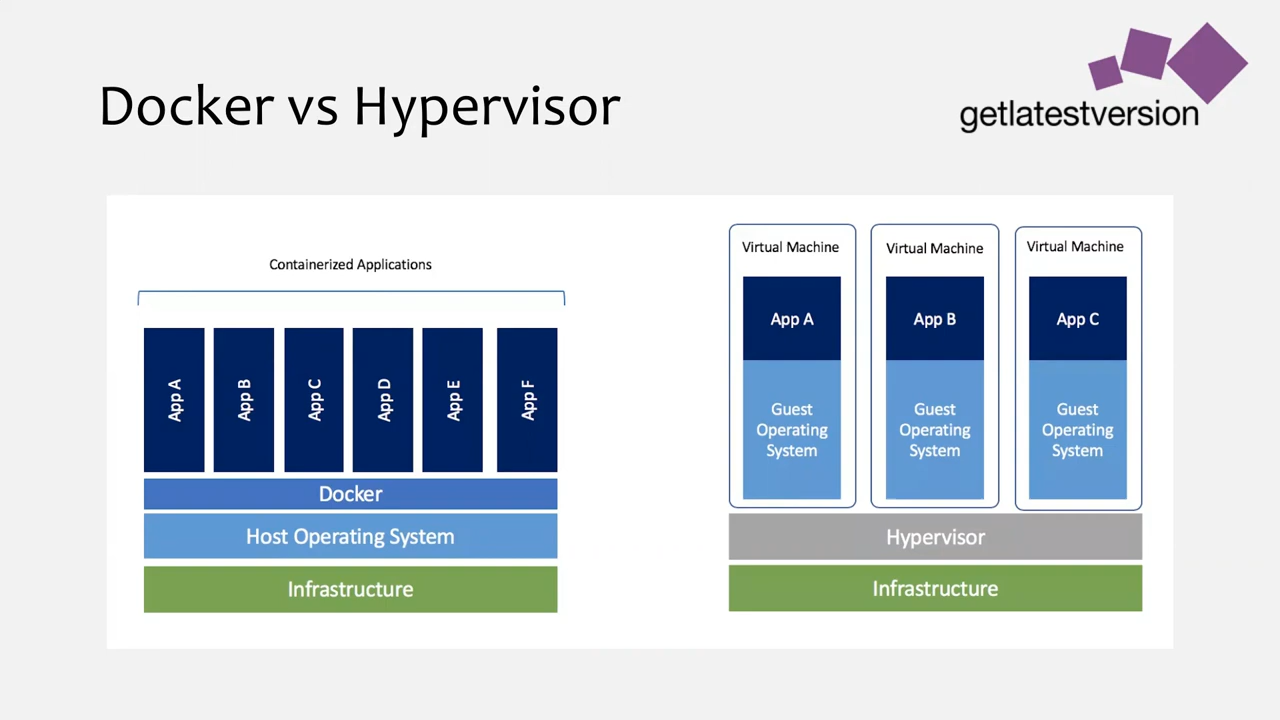 Docker vs Hypervisor
getlatestversion
Containerized Applications
App A
App B
App C
App D
App E
App F
Docker
Host Operating System
Infrastructure
Virtual Machine
App A
Guest
Operating
System
Virtual Machine
App B
Guest
Operating
System
Virtual Machine
App C
Guest
Operating
System
Hypervisor
Infrastructure